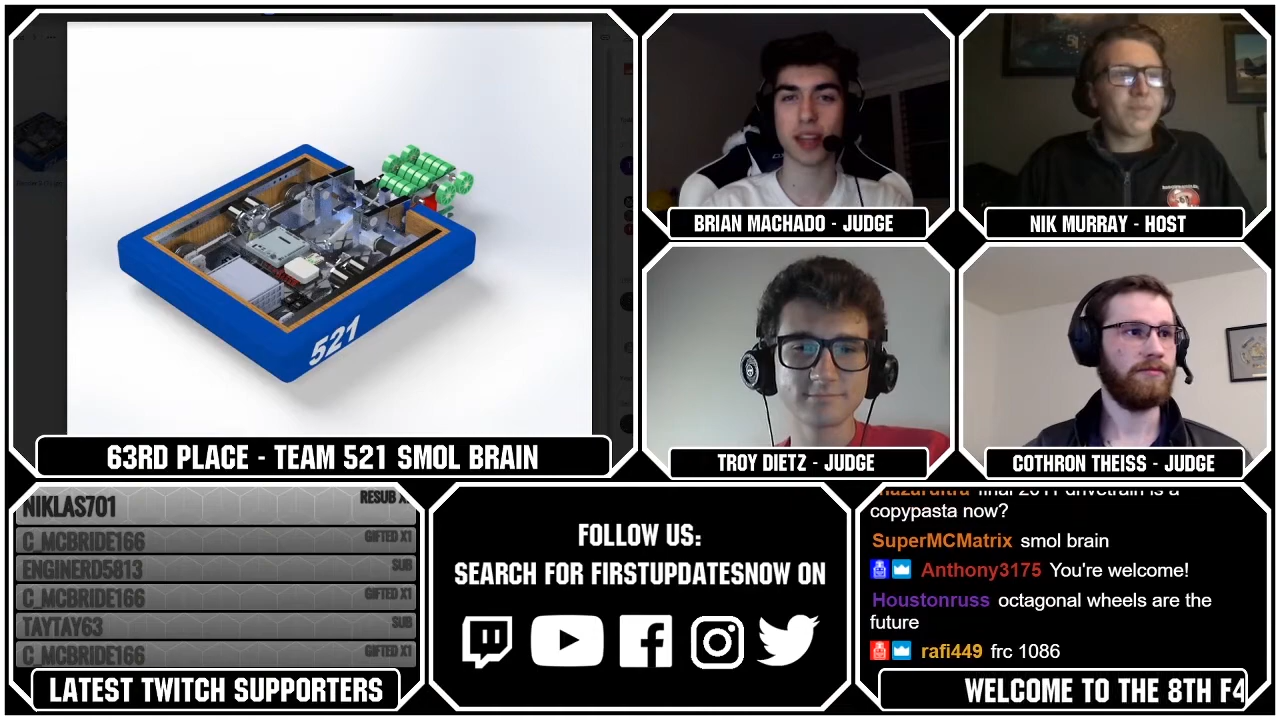 521
63RD PLACE - TEAM 521 SMOL BRAIN
BRIAN MACHADO - JUDGE
NIK MURRAY - HOST
TROY DIETZ - JUDGE
COTHRON THEISS - JUDGE
NIKLAS701 RESUB
C_MCBRIDE166 GIFTED X1
ENGINERD5813 SUB
C_MCBRIDE166 GIFTED X1
TAYTAY63 SUB
C_MCBRIDE166 GIFTED X1
LATEST TWITCH SUPPORTERS
FOLLOW US:
SEARCH FOR FIRSTUPDATESNOW ON
is a
copypasta now?
SuperMCMatrix smol brain
Anthony3175 You're welcome!
Houstonruss octagonal wheels are the
future
rafi449 frc 1086
WELCOME TO THE 8TH F4